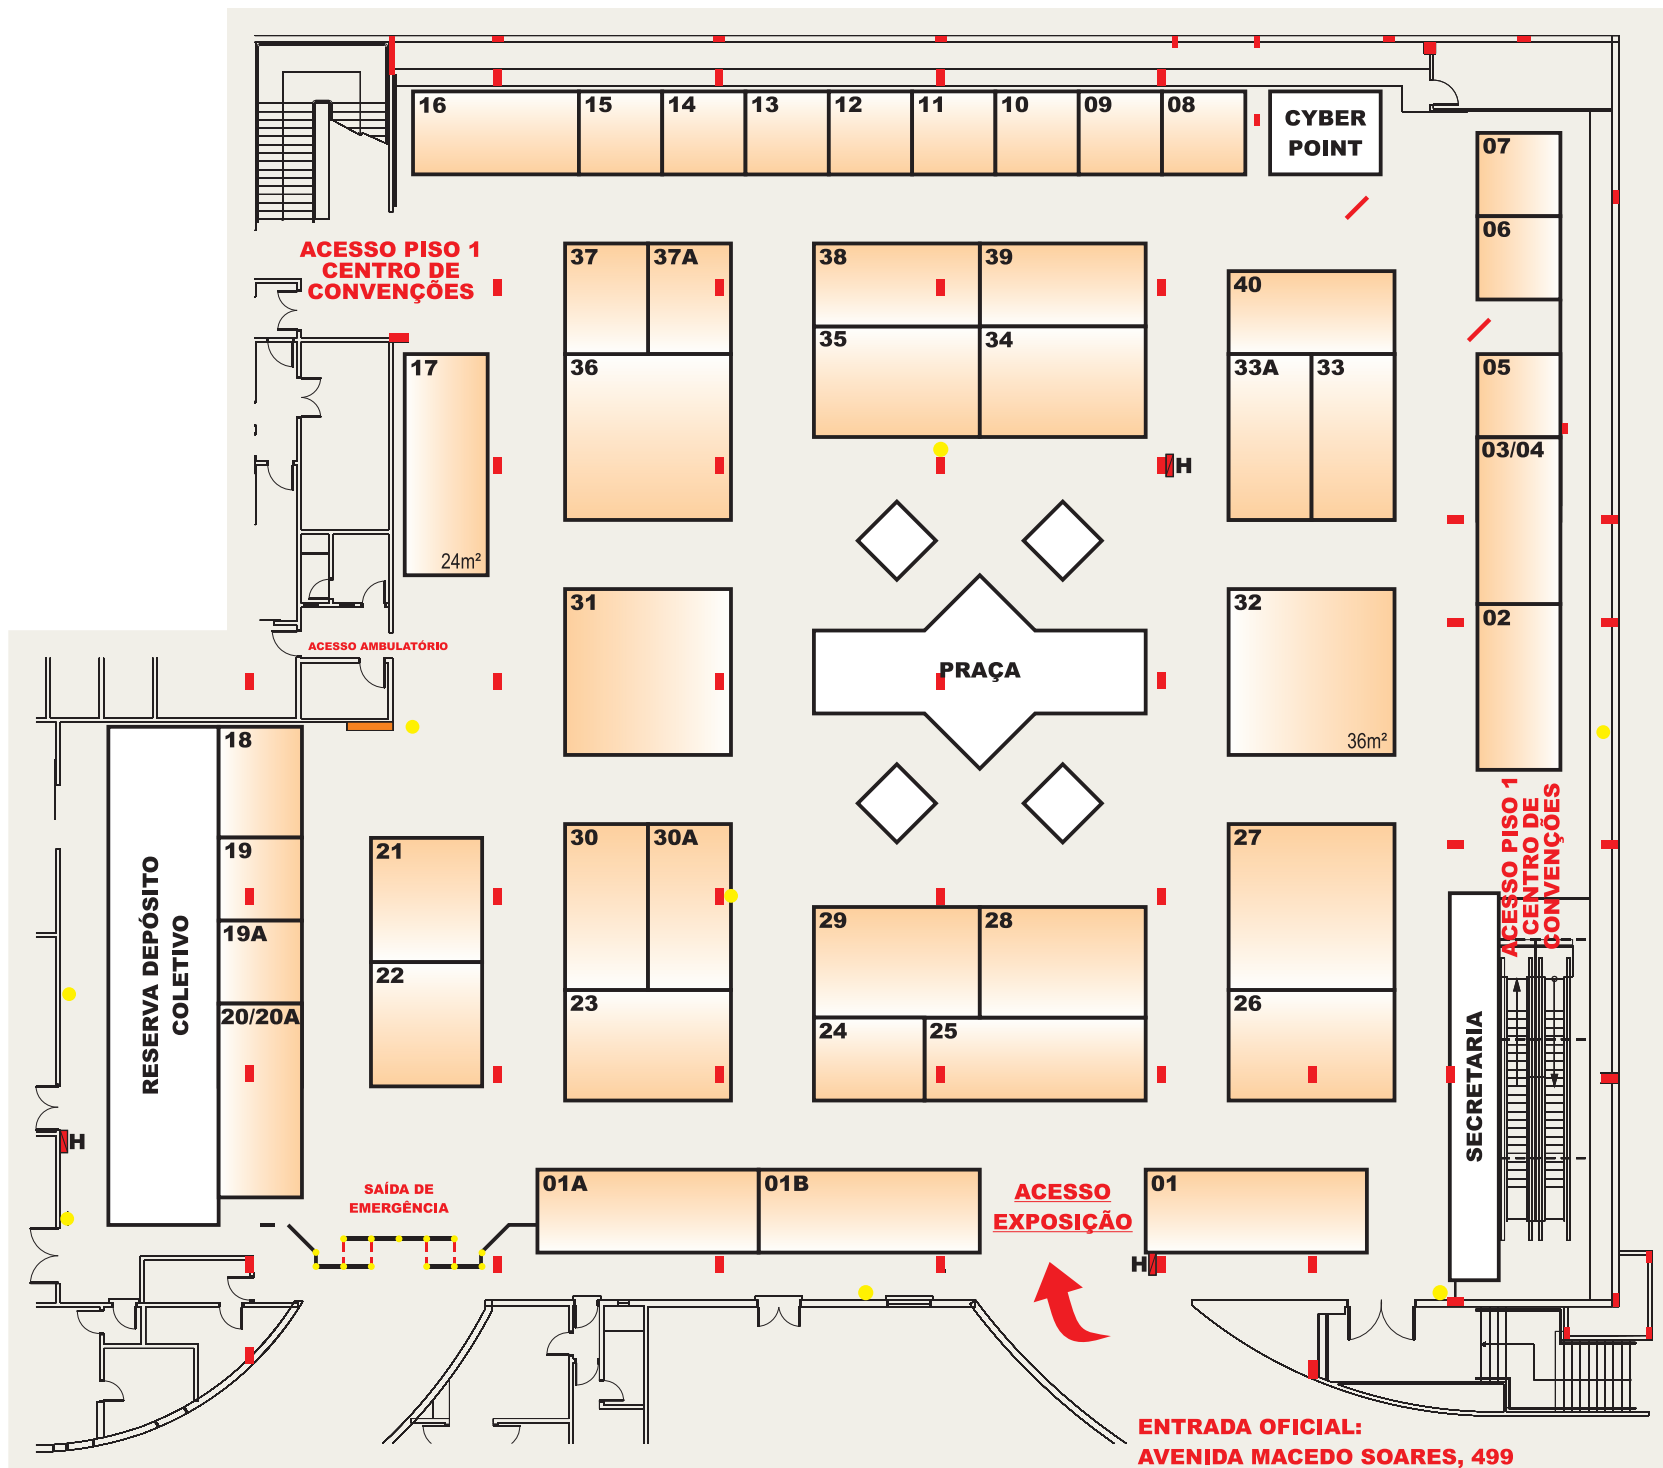 16
15
14
13
12
11
10
09
08
CYBER
POINT
07
06
ACESSO PISO 1
CENTRO DE
CONVENÇÕES
37
37A
38
39
40
35
34
17
36
33A
33
05
03/04
H
24m²
31
32
02
ACESSO AMBULATÓRIO
PRAÇA
36m²
18
ACESSO PISO 1
CENTRO DE
CONVENÇÕES
RESERVA DEPÓSITO
COLETIVO
19
21
30
30A
27
19A
29
28
22
23
26
20/20A
24
25
SECRETARIA
H
SAÍDA DE
EMERGÊNCIA
01A
01B
ACESSO
EXPOSIÇÃO
01
H
ENTRADA OFICIAL:
AVENIDA MACEDO SOARES, 499